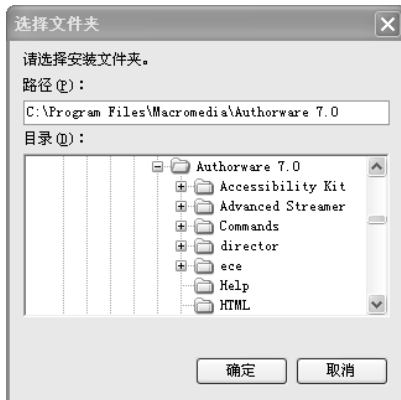 选择文件夹
请选择安装文件夹。
路径(P):
C:\Program Files\Macromedia\Authorware 7.0
目录(D):
Authorware 7.0
Accessibility Kit
Advanced Streamer
Commands
director
ece
Help
HTML
确定 取消